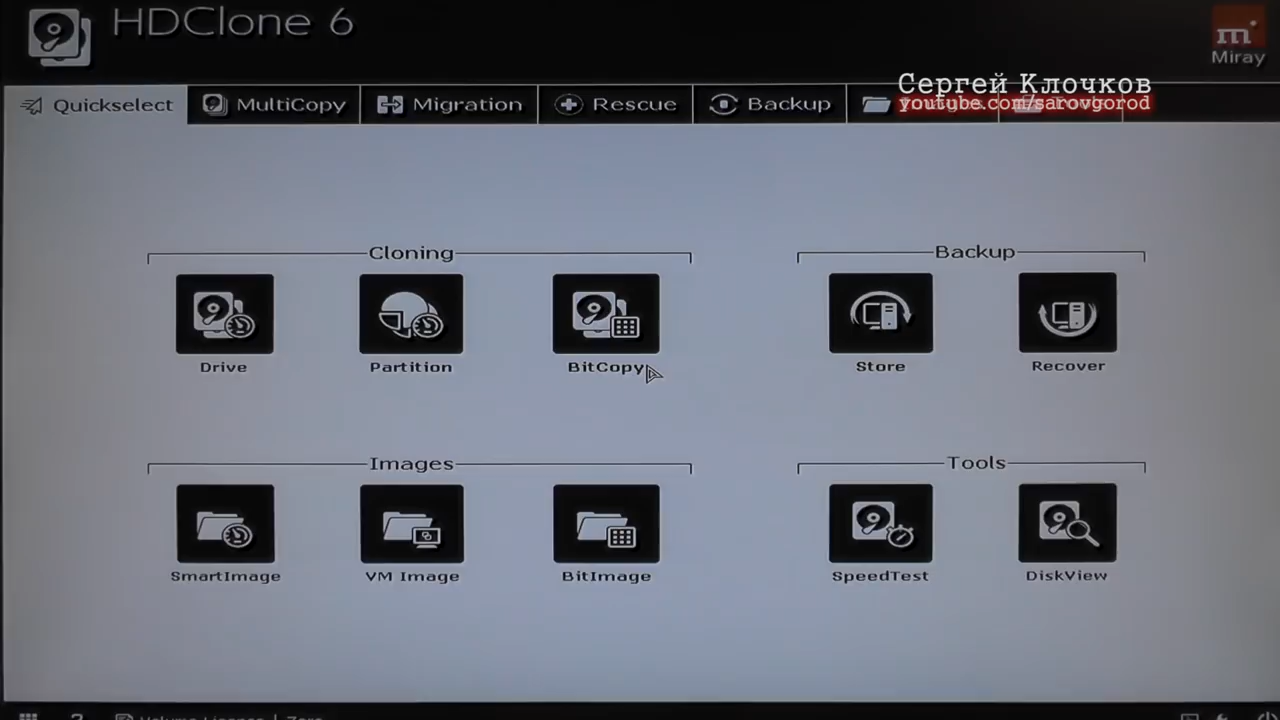 HDClone 6
Miray
Сергей Клочков
youtube.com/sarovgorod
Quickselect
MultiCopy
Migration
Rescue
Backup
Cloning
Backup
Drive
Partition
BitCopy
Store
Recover
Images
Tools
SmartImage
VM Image
BitImage
SpeedTest
DiskView